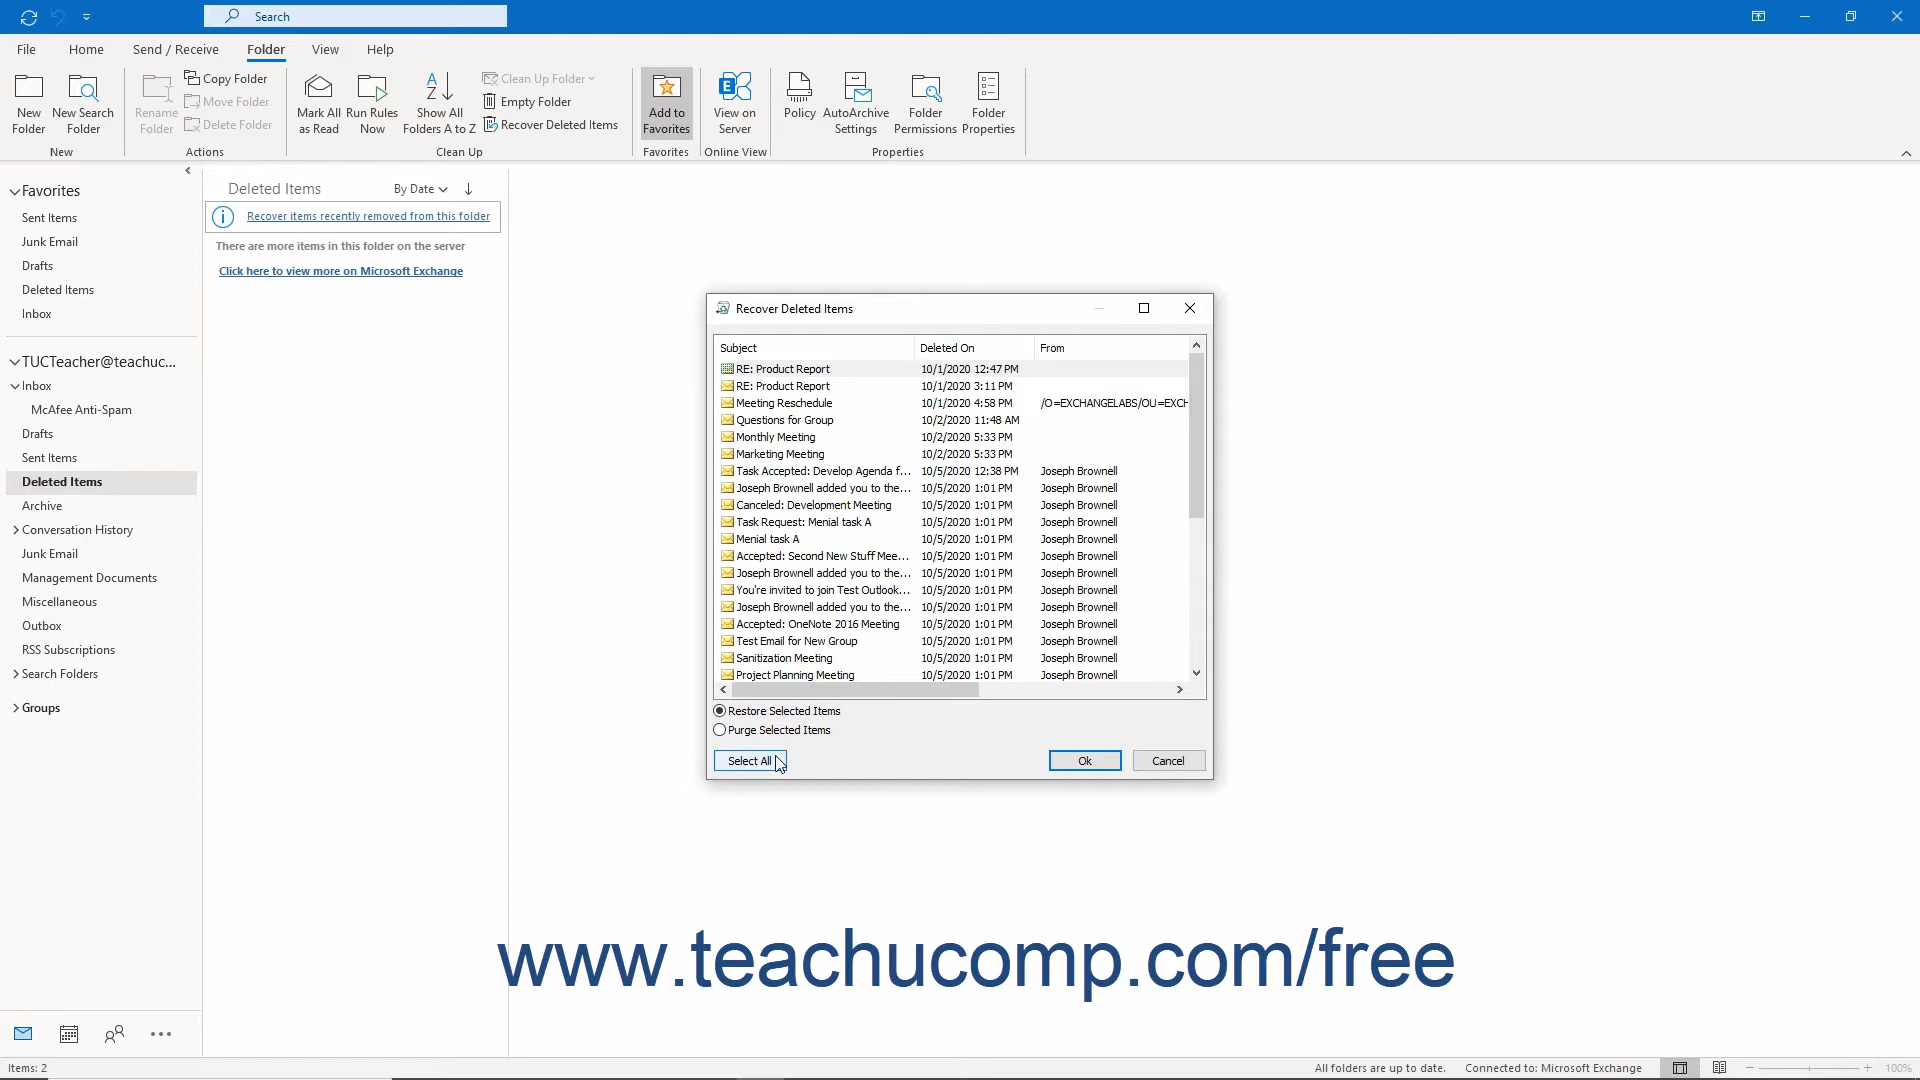 Search
File Home Send / Receive Folder View Help
New Folder
New Search Folder
New
Rename Folder
Copy Folder
Move Folder
Delete Folder
Actions
Mark All as Read
Run Rules Now
Show All Folders A to Z
Clean Up Folder
Empty Folder
Recover Deleted Items
Clean Up
Add to Favorites
Favorites
View on Server
Online View
Policy
AutoArchive Settings
Folder Permissions
Folder Properties
Properties
Favorites
Sent Items
Junk Email
Drafts
Deleted Items
Inbox
TUCTeacher@teachuc...
Inbox
McAfee Anti-Spam
Drafts
Sent Items
Deleted Items
Archive
Conversation History
Junk Email
Management Documents
Miscellaneous
Outbox
RSS Subscriptions
Search Folders
Groups
Deleted Items By Date
Recover items recently removed from this folder
There are more items in this folder on the server
Click here to view more on Microsoft Exchange
Recover Deleted Items
Subject Deleted On From
RE: Product Report 10/1/2020 12:47 PM
RE: Product Report 10/1/2020 3:11 PM
Meeting Reschedule 10/1/2020 4:58 PM /O=EXCHANGELABS/OU=EXCH
Questions for Group 10/2/2020 11:48 AM
Monthly Meeting 10/2/2020 5:33 PM
Marketing Meeting 10/2/2020 5:33 PM
Task Accepted: Develop Agenda f... 10/5/2020 12:38 PM Joseph Brownell
Joseph Brownell added you to the... 10/5/2020 1:01 PM Joseph Brownell
Canceled: Development Meeting 10/5/2020 1:01 PM Joseph Brownell
Task Request: Menial task A 10/5/2020 1:01 PM Joseph Brownell
Menial task A 10/5/2020 1:01 PM Joseph Brownell
Accepted: Second New Stuff Mee... 10/5/2020 1:01 PM Joseph Brownell
Joseph Brownell added you to the... 10/5/2020 1:01 PM Joseph Brownell
You're invited to join Test Outlook... 10/5/2020 1:01 PM Joseph Brownell
Joseph Brownell added you to the... 10/5/2020 1:01 PM Joseph Brownell
Accepted: OneNote 2016 Meeting 10/5/2020 1:01 PM Joseph Brownell
Test Email for New Group 10/5/2020 1:01 PM Joseph Brownell
Sanitization Meeting 10/5/2020 1:01 PM Joseph Brownell
Project Planning Meeting 10/5/2020 1:01 PM Joseph Brownell
Restore Selected Items
Purge Selected Items
Select All Ok Cancel
www.teachucomp.com/free
Items: 2 All folders are up to date. Connected to: Microsoft Exchange 100%